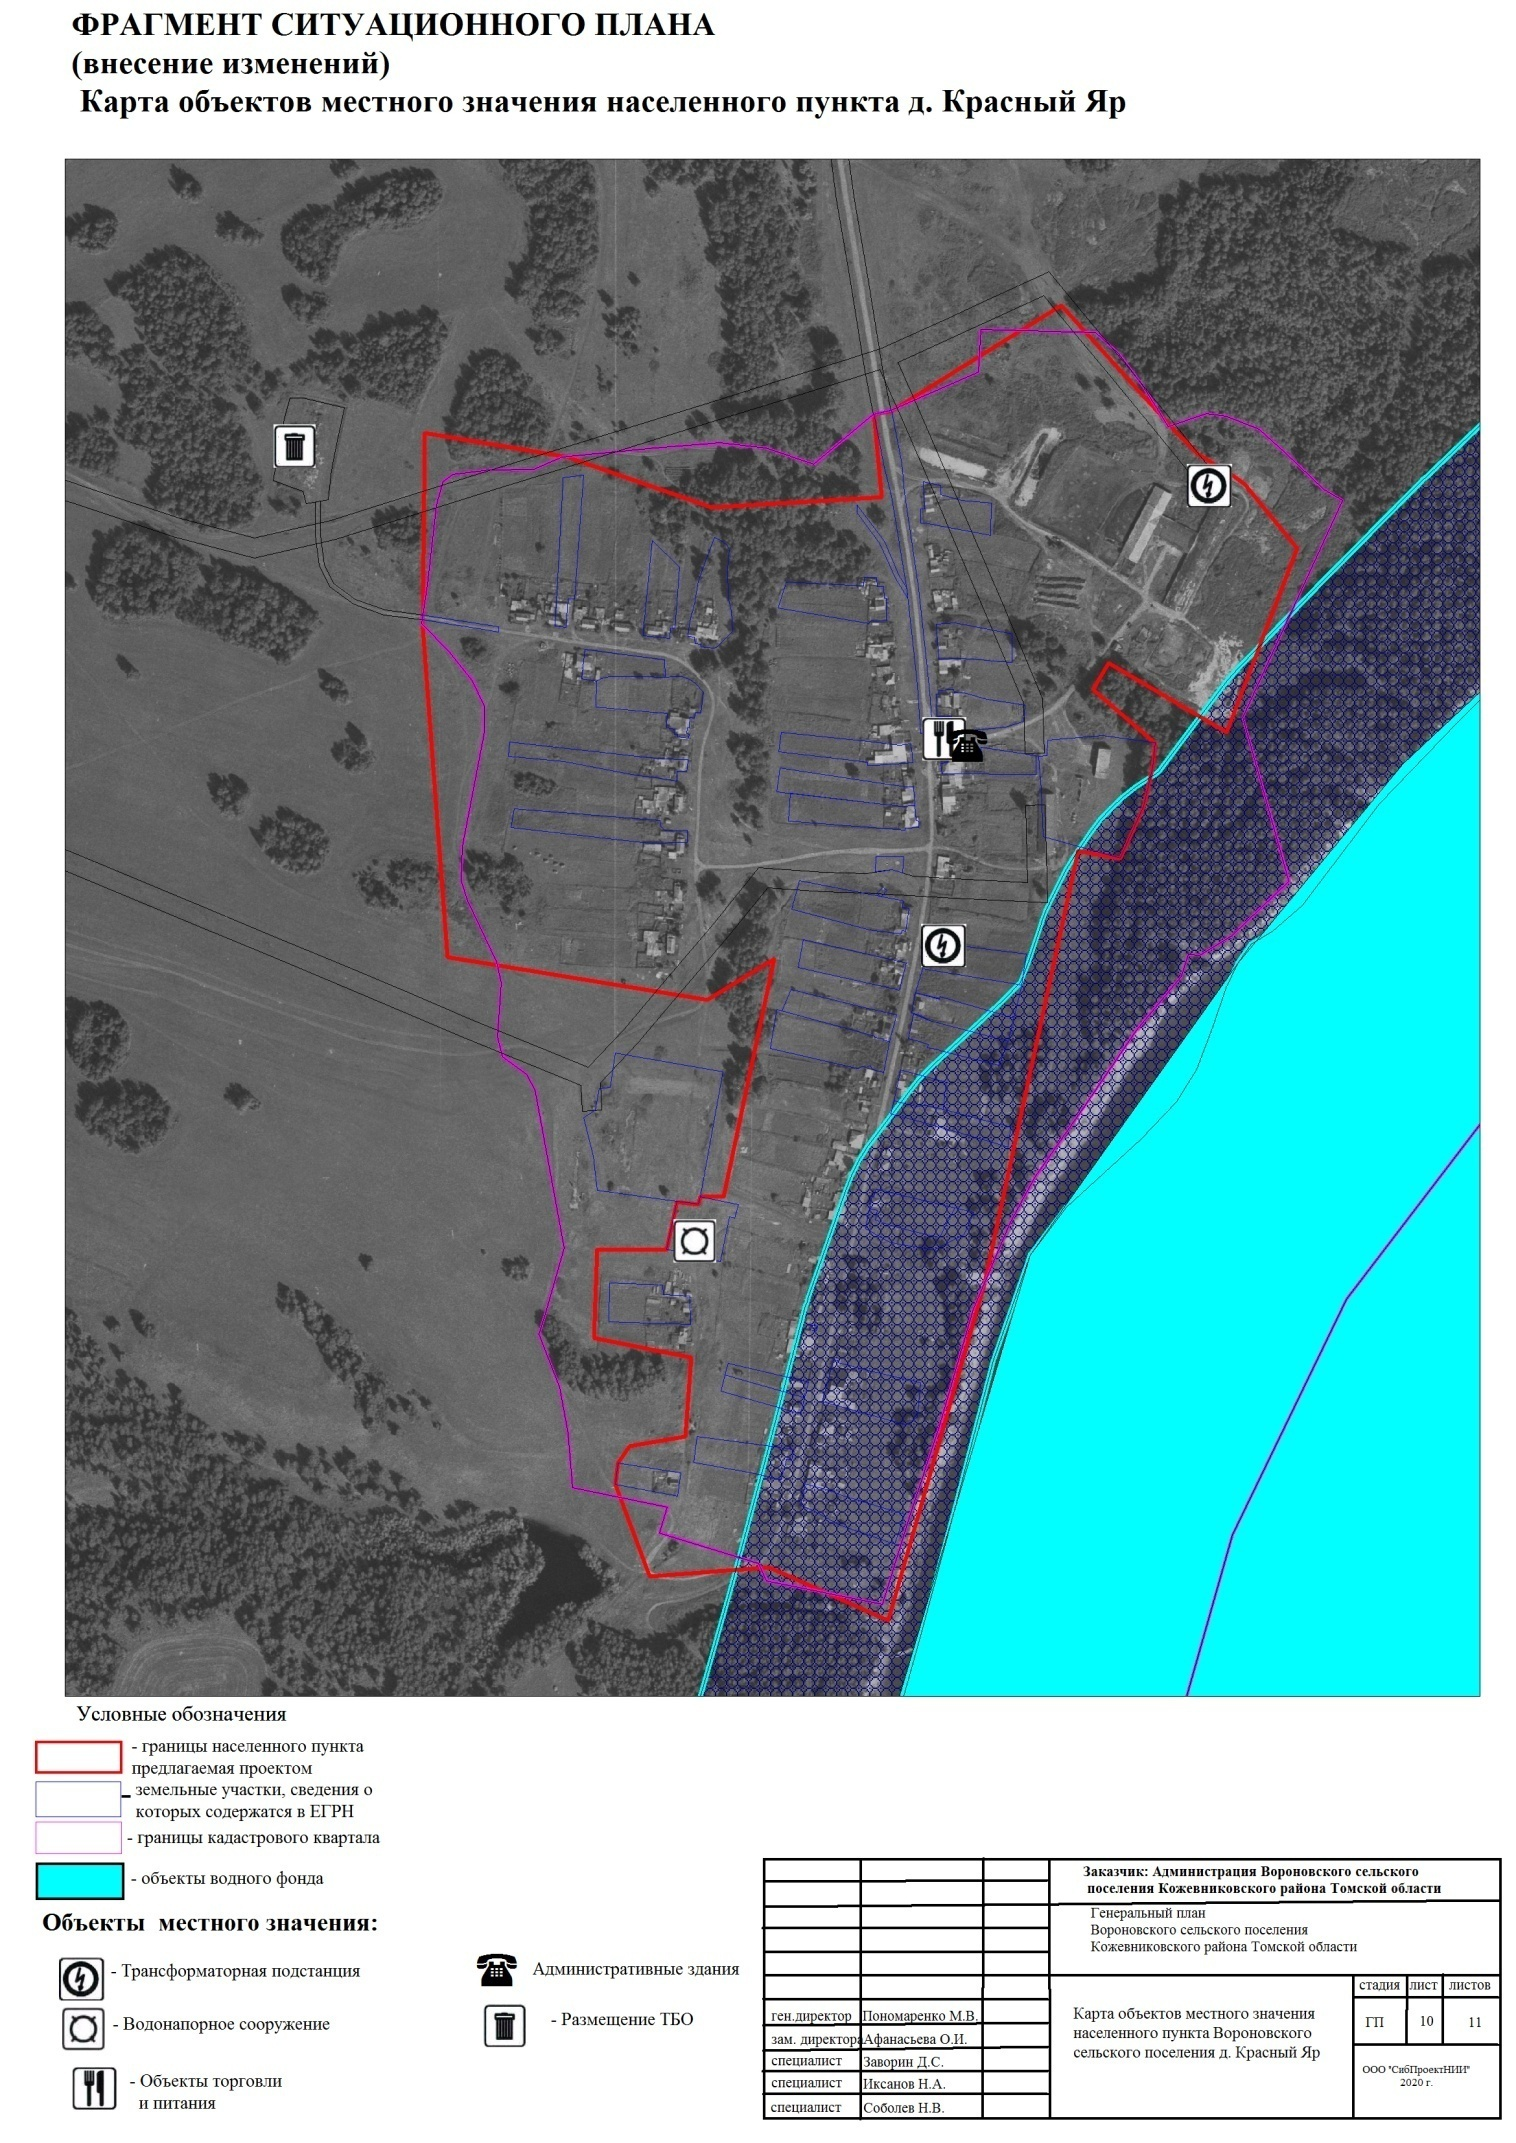 ФРАГМЕНТ СИТУАЦИОННОГО ПЛАНА
(внесение изменений)
Карта объектов местного значения населенного пункта д. Красный Яр
Условные обозначения
- границы населенного пункта
предлагаемая проектом
- земельные участки, сведения о
которых содержатся в ЕГРН
- границы кадастрового квартала
- объекты водного фонда
Объекты местного значения:
- Трансформаторная подстанция
- Водонапорное сооружение
- Объекты торговли
и питания
Административные здания
- Размещение ТБО
Заказчик: Администрация Вороновского сельского
поселения Кожевниковского района Томской области
Генеральный план
Вороновского сельского поселения
Кожевниковского района Томской области
стадия лист листов
ГП 10 11
Карта объектов местного значения
населенного пункта Вороновского
сельского поселения д. Красный Яр
ООО "СибПроектНИИ"
2020 г.
ген.директор Пономаренко М.В.
зам. директора Афанасьева О.И.
специалист Заворин Д.С.
специалист Иксанов Н.А.
специалист Соболев Н.В.